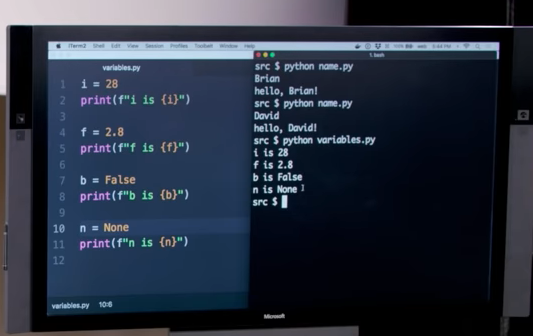 iTerm2 Shell Edit View Session Profiles Toolbelt Window Help
variables.py
1 i = 28
2 print(f"i is {i}")
3
4 f = 2.8
5 print(f"f is {f}")
6
7 b = False
8 print(f"b is {b}")
9
10 n = None
11 print(f"n is {n}")
12
variables.py 10:6
1. bash
src $ python name.py
Brian
hello, Brian!
src $ python name.py
David
hello, David!
src $ python variables.py
i is 28
f is 2.8
b is False
n is None
src $
Microsoft